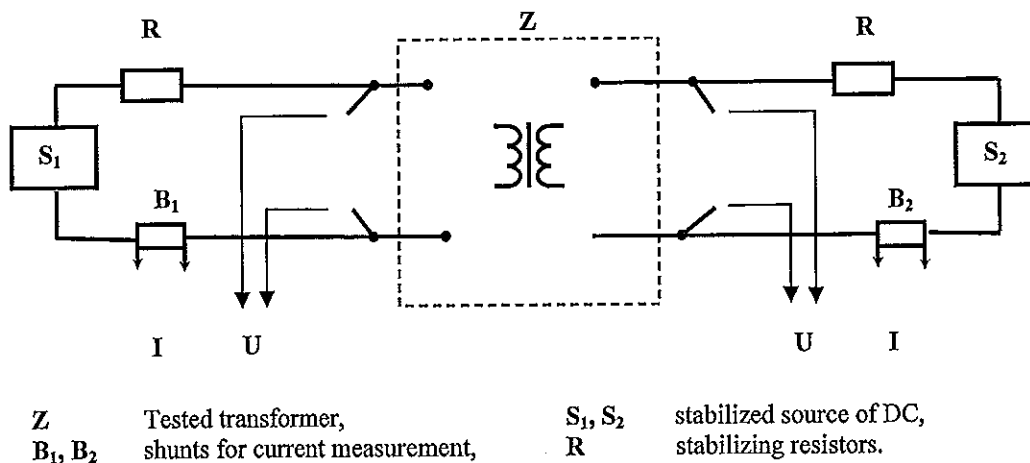 Z
R R
S1 S2
B1 B2
I U U I
Z Tested transformer, S1, S2 stabilized source of DC,
B1, B2 shunts for current measurement, R stabilizing resistors.